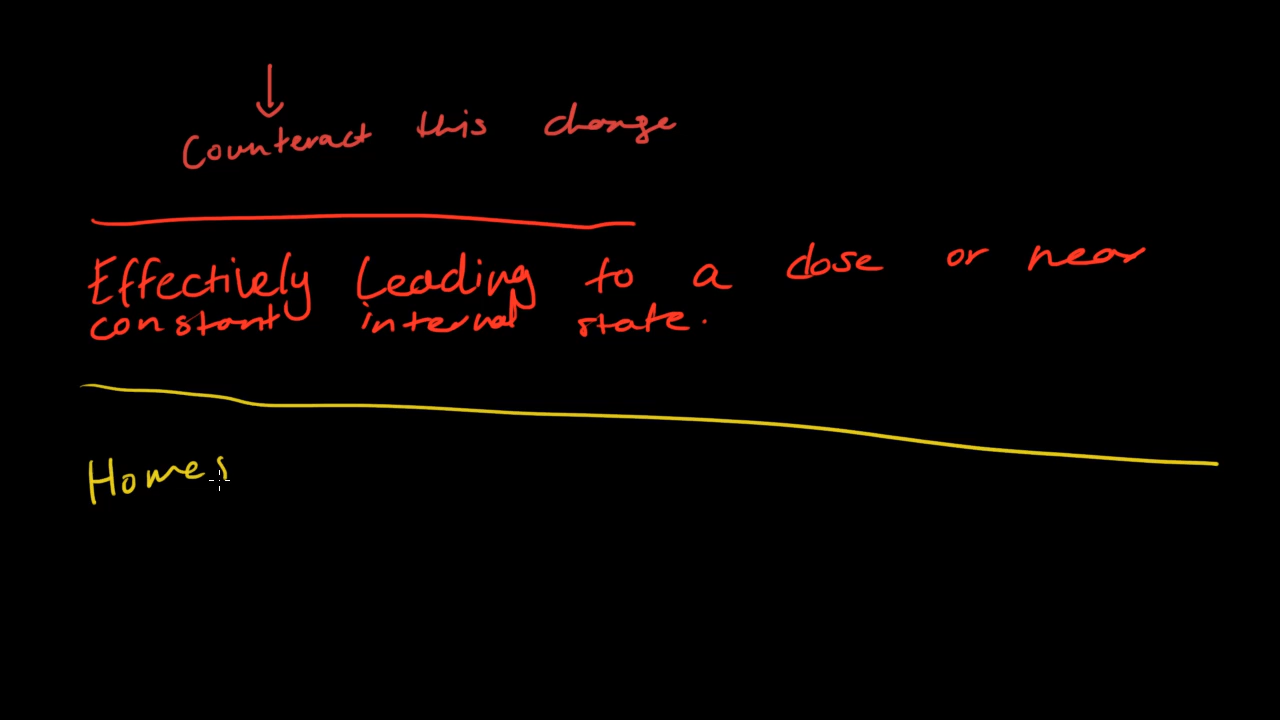 Counteract this change
Effectively leading to a close or near
constant internal state.
Homes